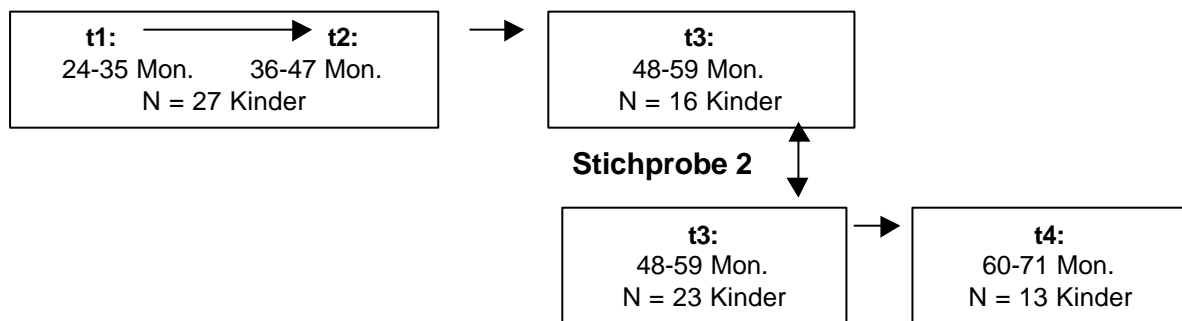 t1: t2:
24-35 Mon. 36-47 Mon.
N = 27 Kinder
t3:
48-59 Mon.
N = 16 Kinder
Stichprobe 2
t3:
48-59 Mon.
N = 23 Kinder
t4:
60-71 Mon.
N = 13 Kinder